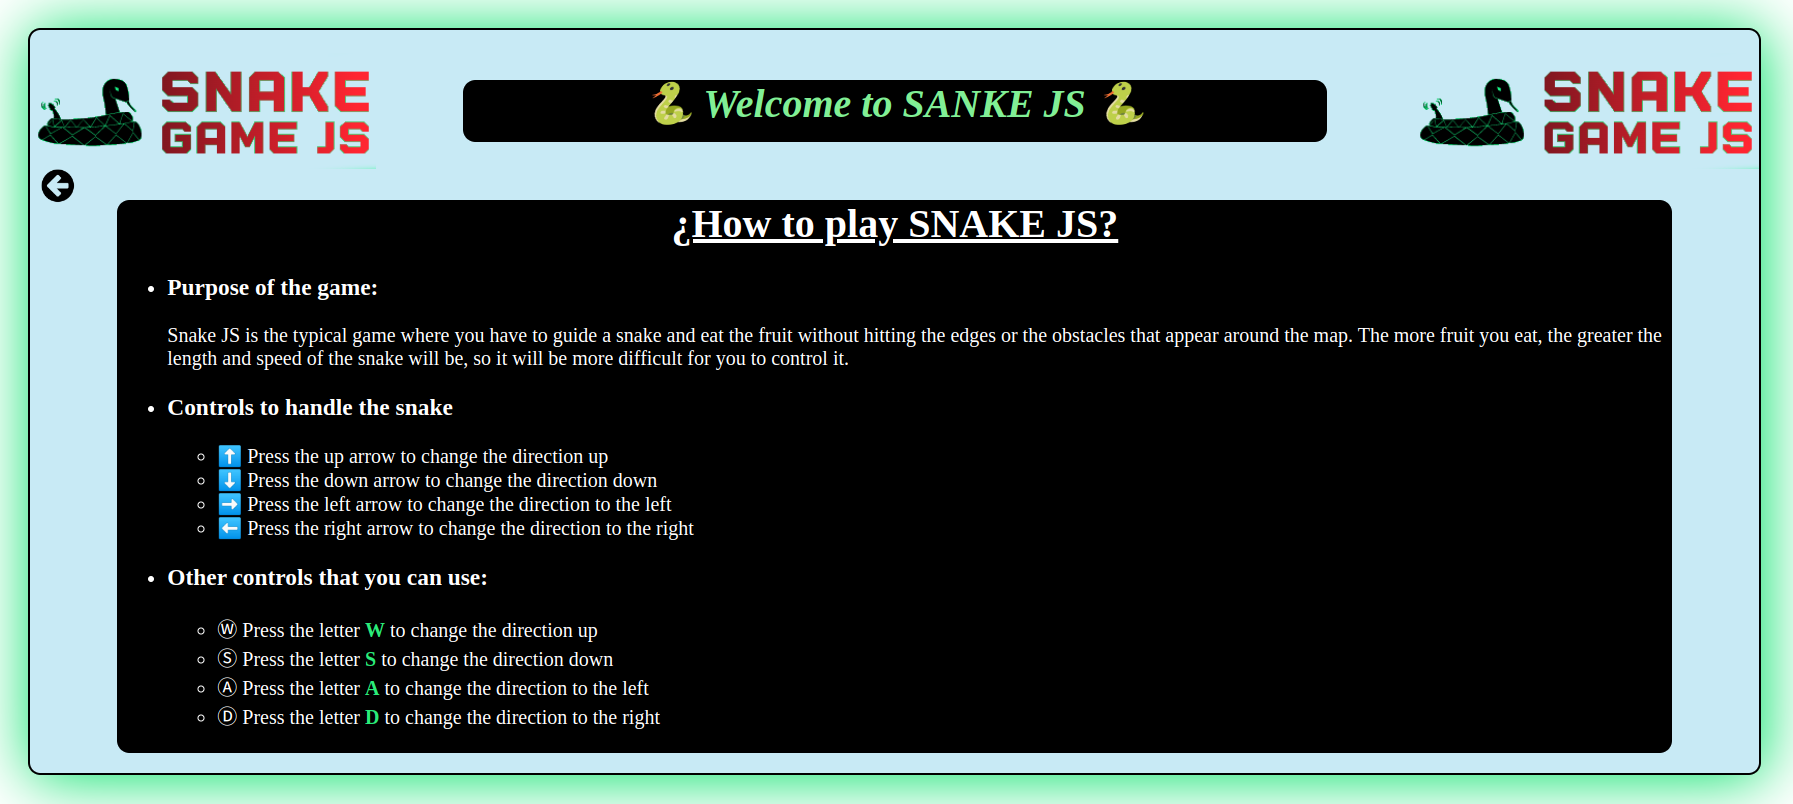 SNAKE
GAME JS
🐍 Welcome to SANKE JS 🐍
SNAKE
GAME JS
¿How to play SNAKE JS?
• Purpose of the game:
Snake JS is the typical game where you have to guide a snake and eat the fruit without hitting the edges or the obstacles that appear around the map. The more fruit you eat, the greater the
length and speed of the snake will be, so it will be more difficult for you to control it.
• Controls to handle the snake
◦ ⬆️ Press the up arrow to change the direction up
◦ ⬇️ Press the down arrow to change the direction down
◦ ➡️ Press the left arrow to change the direction to the left
◦ ⬅️ Press the right arrow to change the direction to the right
• Other controls that you can use:
◦ Ⓦ Press the letter W to change the direction up
◦ Ⓢ Press the letter S to change the direction down
◦ Ⓐ Press the letter A to change the direction to the left
◦ Ⓓ Press the letter D to change the direction to the right